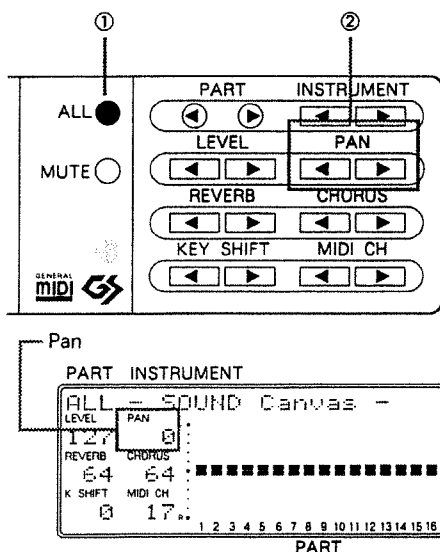 ① ②
PART INSTRUMENT
ALL
LEVEL PAN
MUTE
REVERB CHORUS
KEY SHIFT MIDI CH
GENERAL
MIDI GS
Pan
PART INSTRUMENT
ALL - SOUND Canvas -
LEVEL PAN
127 0
REVERB CHORUS
64 64
K SHIFT MIDI CH
0 17
1 2 3 4 5 6 7 8 9 10 11 12 13 14 15 16
PART